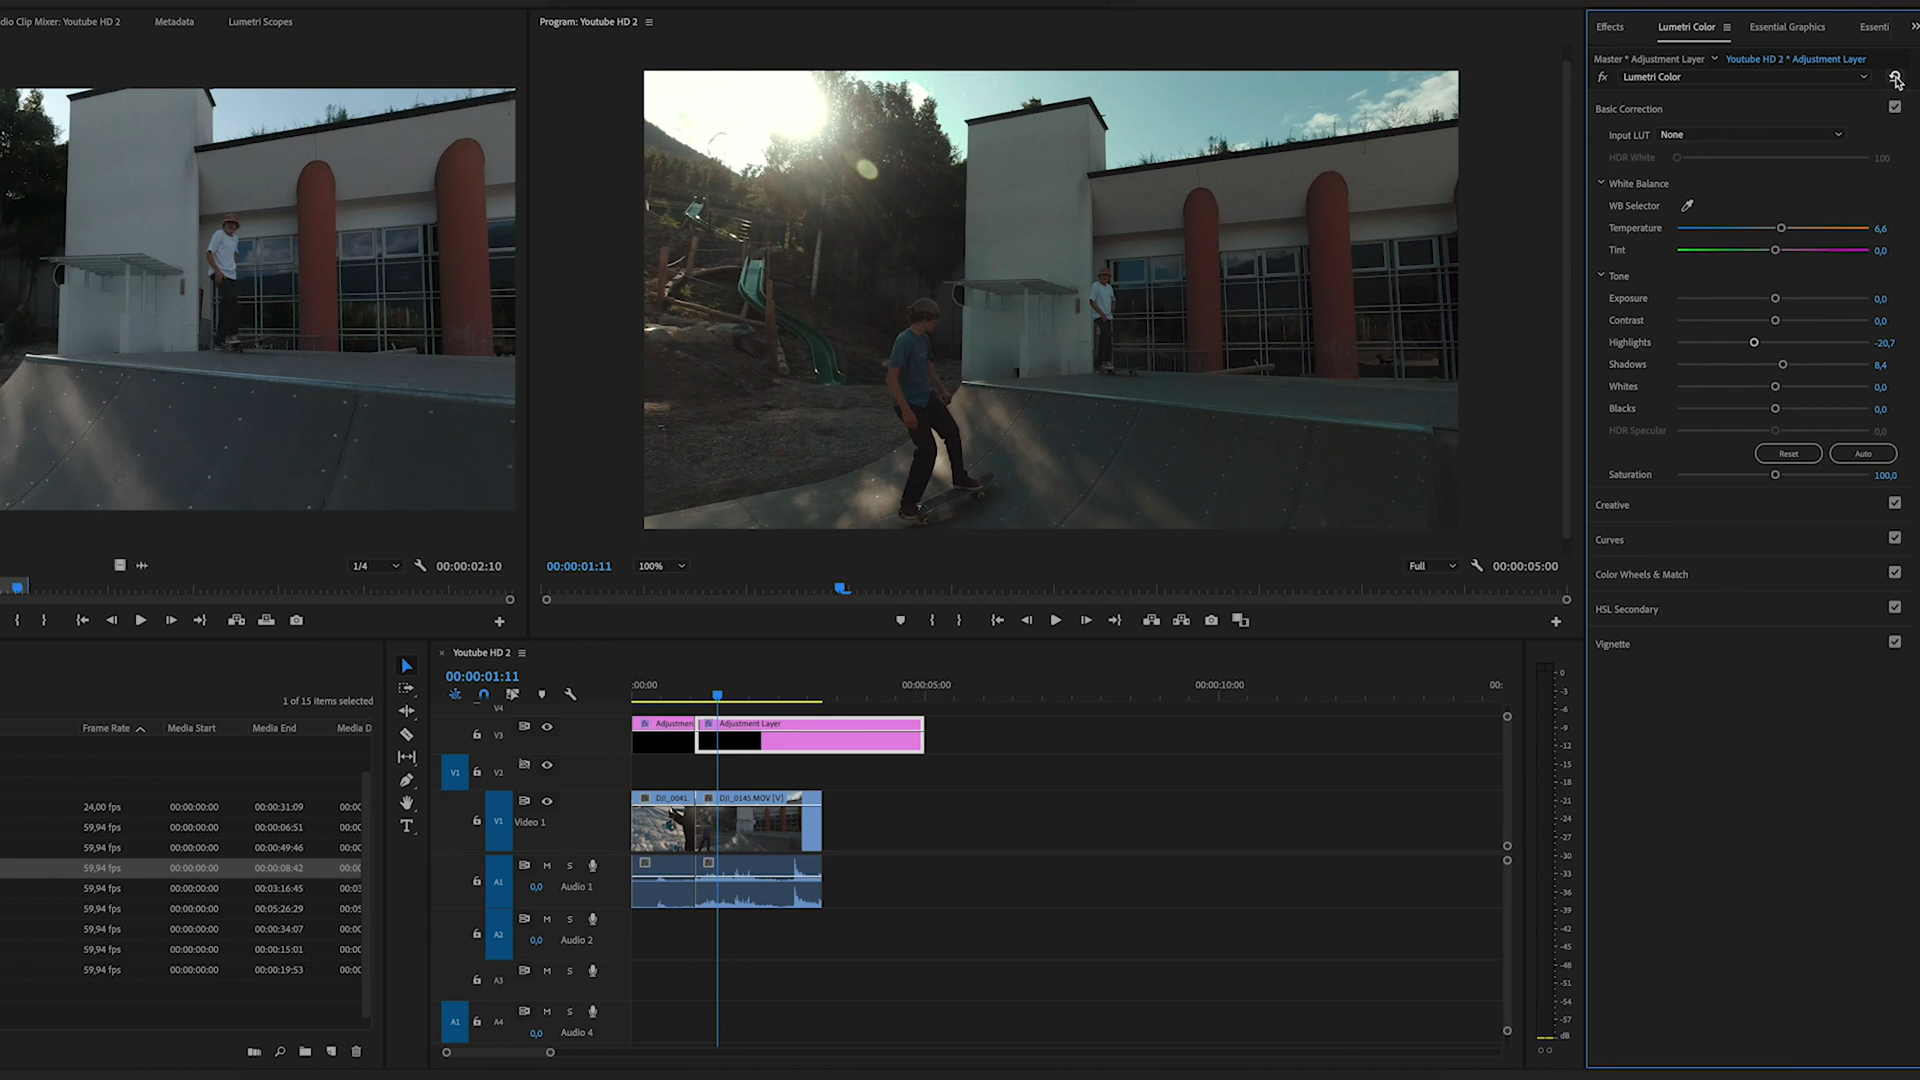 dio Clip Mixer: Youtube HD 2
Metadata
Lumetri Scopes
Program: Youtube HD 2
Effects
Lumetri Color
Essential Graphics
Essenti
Master * Adjustment Layer
Youtube HD 2 * Adjustment Layer
fx
Lumetri Color
Basic Correction
Input LUT
None
HDR White
100
White Balance
WB Selector
Temperature
6,6
Tint
0,0
Tone
Exposure
0,0
Contrast
0,0
Highlights
-20,7
Shadows
8,4
Whites
0,0
Blacks
0,0
HDR Specular
0,0
Reset
Auto
Saturation
100,0
Creative
Curves
Color Wheels & Match
HSL Secondary
Vignette
1/4
00:00:02:10
00:00:01:11
100%
Full
00:00:05:00
1 of 15 items selected
Frame Rate
Media Start
Media End
Media D
24,00 fps 00:00:00:00 00:00:31:09 00:0(
59,94 fps 00:00:00:00 00:00:06:51 00:0(
59,94 fps 00:00:00:00 00:00:49:46 00:0(
59,94 fps 00:00:00:00 00:00:08:42 00:0(
59,94 fps 00:00:00:00 00:03:16:45 00:03
59,94 fps 00:00:00:00 00:05:26:29 00:05
59,94 fps 00:00:00:00 00:00:34:07 00:0(
59,94 fps 00:00:00:00 00:00:15:01 00:0(
59,94 fps 00:00:00:00 00:00:19:53 00:0(
Youtube HD 2
00:00:01:11
:00:00
00:00:05:00
00:00:10:00
00:
V4
V3
Adjustmen
Adjustment Layer
V1
V2
V1
Video 1
DJI_0041.
DJI_0145.MOV [V]
A1
M
S
0,0
Audio 1
A2
M
S
0,0
Audio 2
A3
M
S
A1
A4
M
S
0,0
Audio 4
0
-3
-6
-9
-12
-15
-18
-21
-24
-27
-30
-33
-36
-39
-42
-45
-48
-51
-54
-57
dB